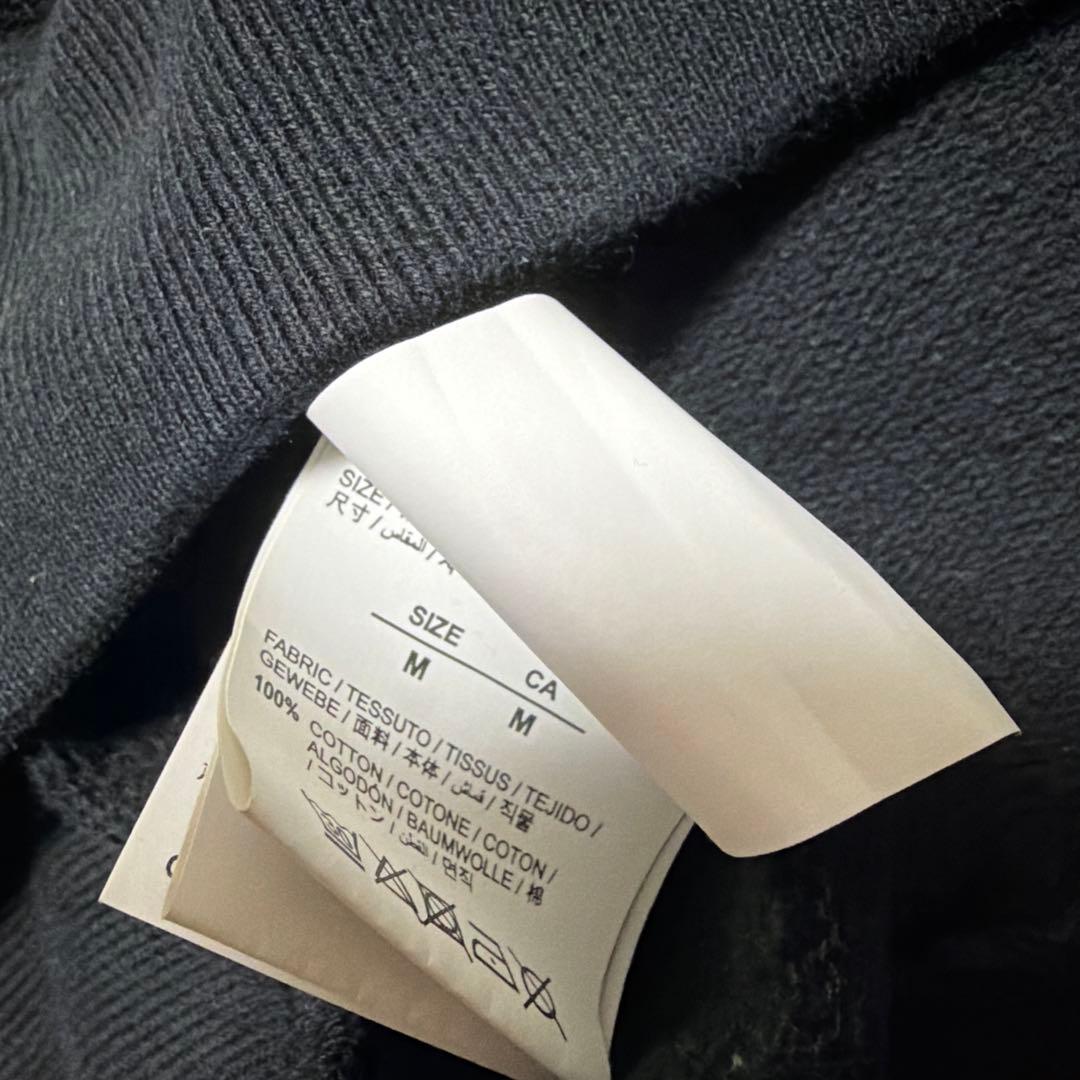 SIZE /
尺寸 / المقاس /
SIZE CA
M M
FABRIC / TESSUTO / TISSUS / TEJIDO /
GEWEBE / 面料 / 本体 / قماش / 직물
100% COTTON / COTONE / COTON /
ALGODÓN / BAUMWOLLE / 棉
/ コットン / القطن / 면직